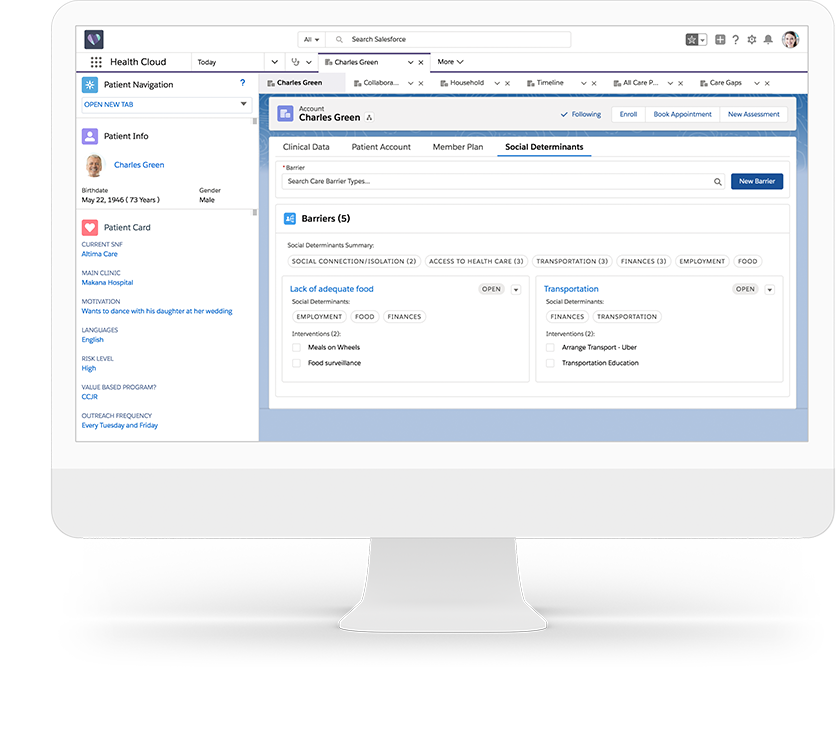 All Search Salesforce
Health Cloud Today Charles Green More
Charles Green Collabora... Household Timeline All Care P... Care Gaps
Patient Navigation ?
OPEN NEW TAB
Patient Info
Charles Green
Birthdate Gender
May 22, 1946 ( 73 Years ) Male
Patient Card
CURRENT SNF
Altima Care
MAIN CLINIC
Makana Hospital
MOTIVATION
Wants to dance with his daughter at her wedding
LANGUAGES
English
RISK LEVEL
High
VALUE BASED PROGRAM?
CCJR
OUTREACH FREQUENCY
Every Tuesday and Friday
Account
Charles Green
Following Enroll Book Appointment New Assessment
Clinical Data Patient Account Member Plan Social Determinants
*Barrier
Search Care Barrier Types... New Barrier
Barriers (5)
Social Determinants Summary:
SOCIAL CONNECTION/ISOLATION (2) ACCESS TO HEALTH CARE (3) TRANSPORTATION (3) FINANCES (3) EMPLOYMENT FOOD
Lack of adequate food OPEN
Social Determinants:
EMPLOYMENT FOOD FINANCES
Interventions (2):
Meals on Wheels
Food surveillance
Transportation OPEN
Social Determinants:
FINANCES TRANSPORTATION
Interventions (2):
Arrange Transport - Uber
Transportation Education